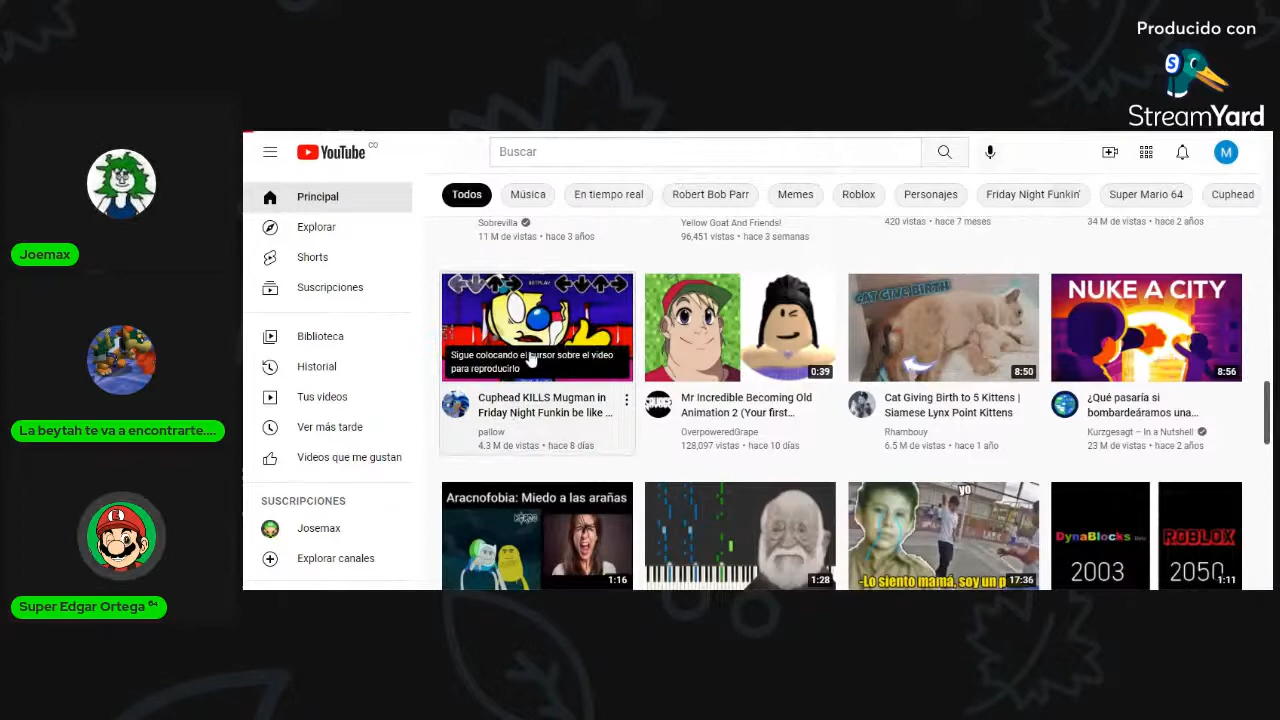 Producido con
StreamYard
Joemax
La beytah te va a encontrarte....
Super Edgar Ortega ⁶⁴
YouTube CO
Buscar
M
Principal
Explorar
Shorts
Suscripciones
Biblioteca
Historial
Tus videos
Ver más tarde
Videos que me gustan
SUSCRIPCIONES
Josemax
Explorar canales
Todos Música En tiempo real Robert Bob Parr Memes Roblox Personajes Friday Night Funkin' Super Mario 64 Cuphead
Sobrevilla
11 M de vistas • hace 3 años
Yellow Goat And Friends!
96,451 vistas • hace 3 semanas
420 vistas • hace 7 meses
34 M de vistas • hace 2 años
BOTPLAY
Sigue colocando el cursor sobre el video
para reproducirlo
Cuphead KILLS Mugman in
Friday Night Funkin be like ...
pallow
4.3 M de vistas • hace 8 días
0:39
Mr Incredible Becoming Old
Animation 2 (Your first...
OverpoweredGrape
128,097 vistas • hace 10 días
CAT GIVE BIRTH
8:50
Cat Giving Birth to 5 Kittens |
Siamese Lynx Point Kittens
Rhambouy
6.5 M de vistas • hace 1 año
NUKE A CITY
8:56
¿Qué pasaría si
bombardeáramos una...
Kurzgesagt – In a Nutshell
23 M de vistas • hace 2 años
Aracnofobia: Miedo a las arañas
1:16
1:28
yo
-Lo siento mamá, soy un p
17:36
DynaBlocks Beta
2003
ROBLOX
2050
1:11